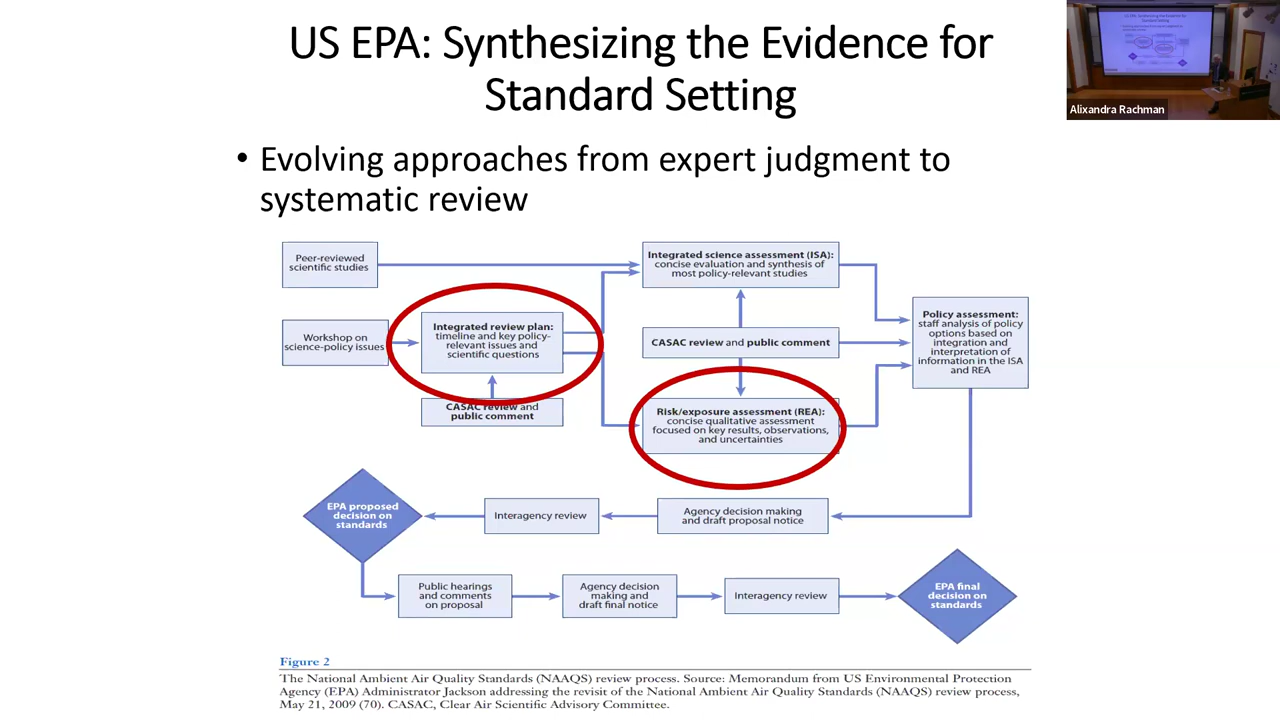 US EPA: Synthesizing the Evidence for
Standard Setting
• Evolving approaches from expert judgment to
systematic review
Peer-reviewed
scientific studies
Workshop on
science-policy issues
Integrated review plan:
timeline and key policy-
relevant issues and
scientific questions
CASAC review and
public comment
Integrated science assessment (ISA):
concise evaluation and synthesis of
most policy-relevant studies
CASAC review and public comment
Risk/exposure assessment (REA):
concise qualitative assessment
focused on key results, observations,
and uncertainties
Policy assessment:
staff analysis of policy
options based on
integration and
interpretation of
information in the ISA
and REA
EPA proposed
decision on
standards
Interagency review
Agency decision making
and draft proposal notice
Public hearings
and comments
on proposal
Agency decision
making and
draft final notice
Interagency review
EPA final
decision on
standards
Figure 2
The National Ambient Air Quality Standards (NAAQS) review process. Source: Memorandum from US Environmental Protection
Agency (EPA) Administrator Jackson addressing the revisit of the National Ambient Air Quality Standards (NAAQS) review process,
May 21, 2009 (70). CASAC, Clear Air Scientific Advisory Committee.
US EPA: Synthesizing the Evidence for
Standard Setting
Alixandra Rachman